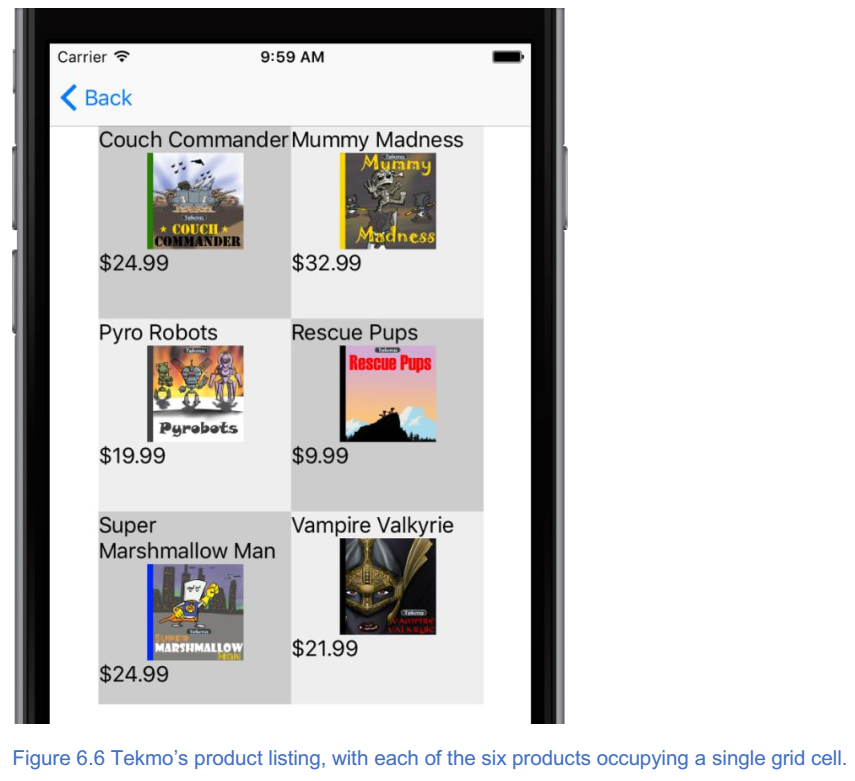 Carrier 9:59 AM
Back
Couch Commander Mummy Madness
Tekmo
COUCH
COMMANDER
Tekmo
Mummy
Madness
$24.99 $32.99
Pyro Robots Rescue Pups
Tekmo
Pyrobots
Tekmo
Rescue Pups
$19.99 $9.99
Super
Marshmallow Man
Vampire Valkyrie
Tekmo
SUPER
MARSHMALLOW
MAN
Tekmo
VAMPIRE
VALKYRIE
$24.99
$21.99
Figure 6.6 Tekmo’s product listing, with each of the six products occupying a single grid cell.